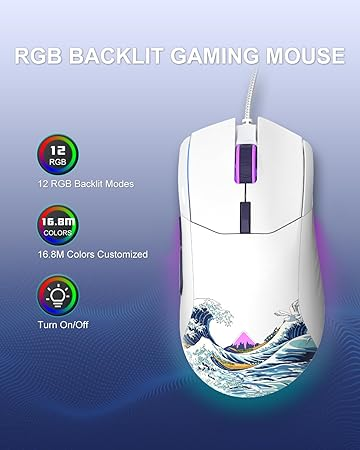 RGB BACKLIT GAMING MOUSE
12
RGB
12 RGB Backlit Modes
16.8M
COLORS
16.8M Colors Customized
Turn On/Off